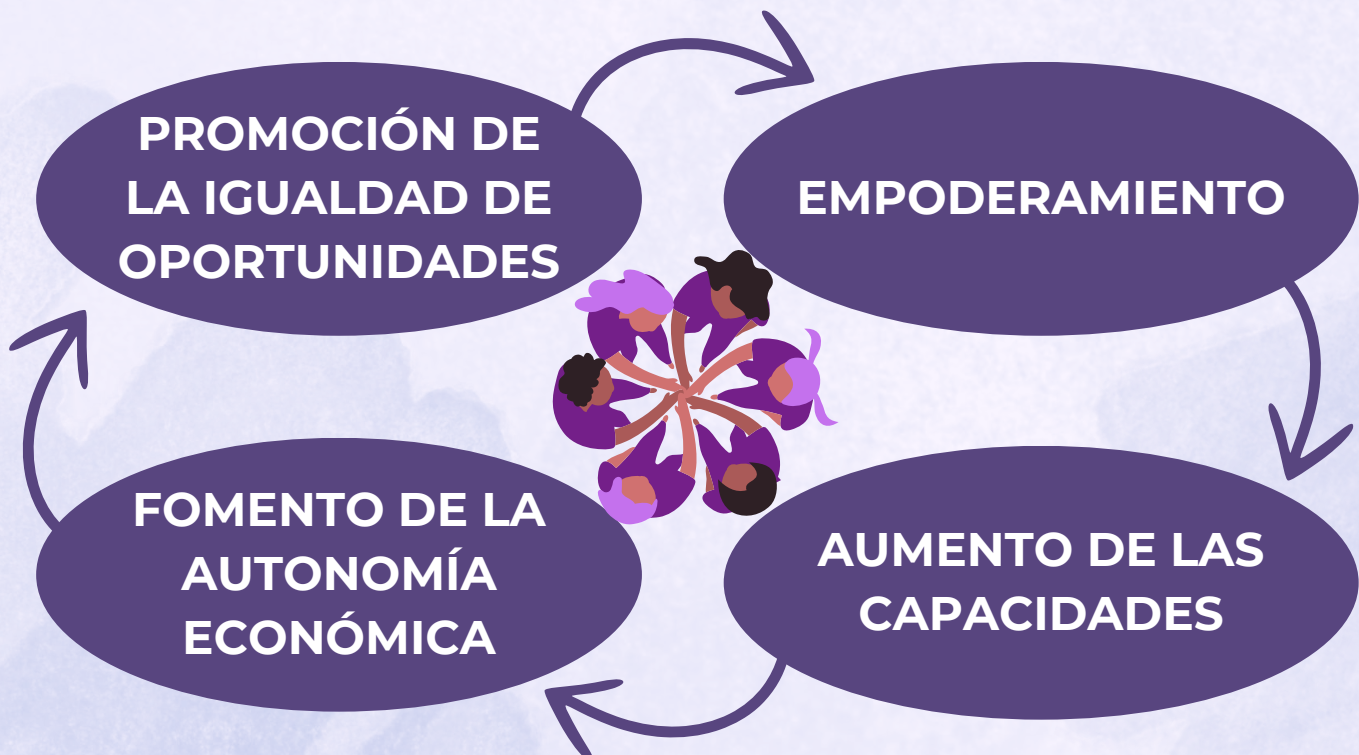 PROMOCIÓN DE
LA IGUALDAD DE
OPORTUNIDADES
EMPODERAMIENTO
AUMENTO DE LAS
CAPACIDADES
FOMENTO DE LA
AUTONOMÍA
ECONÓMICA